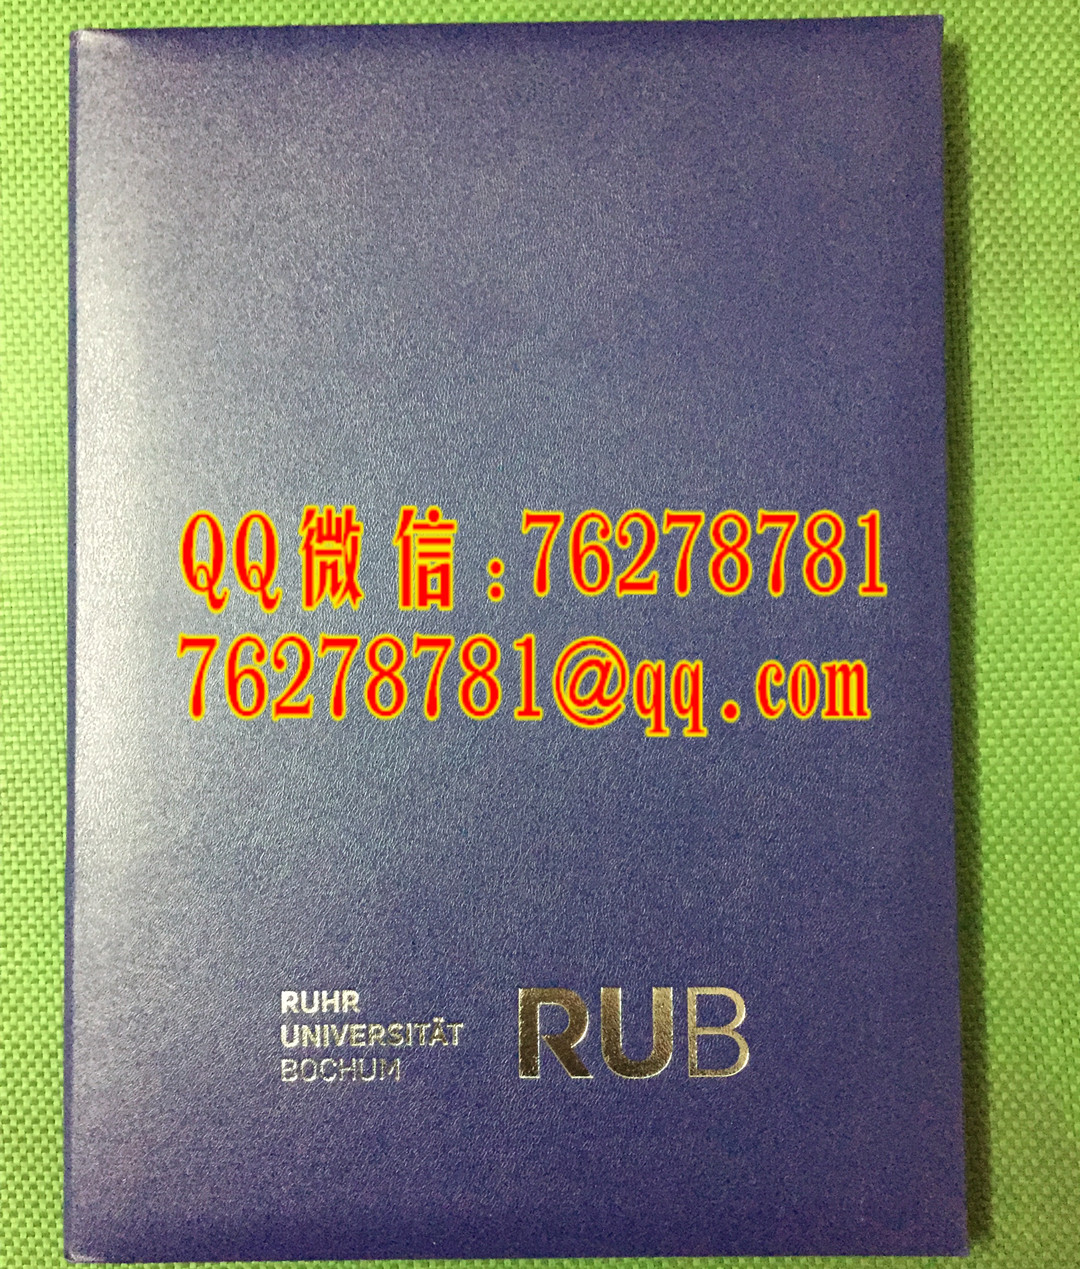 QQ微信:76278781
76278781@qq.com
RUHR
UNIVERSITÄT
BOCHUM
RUB